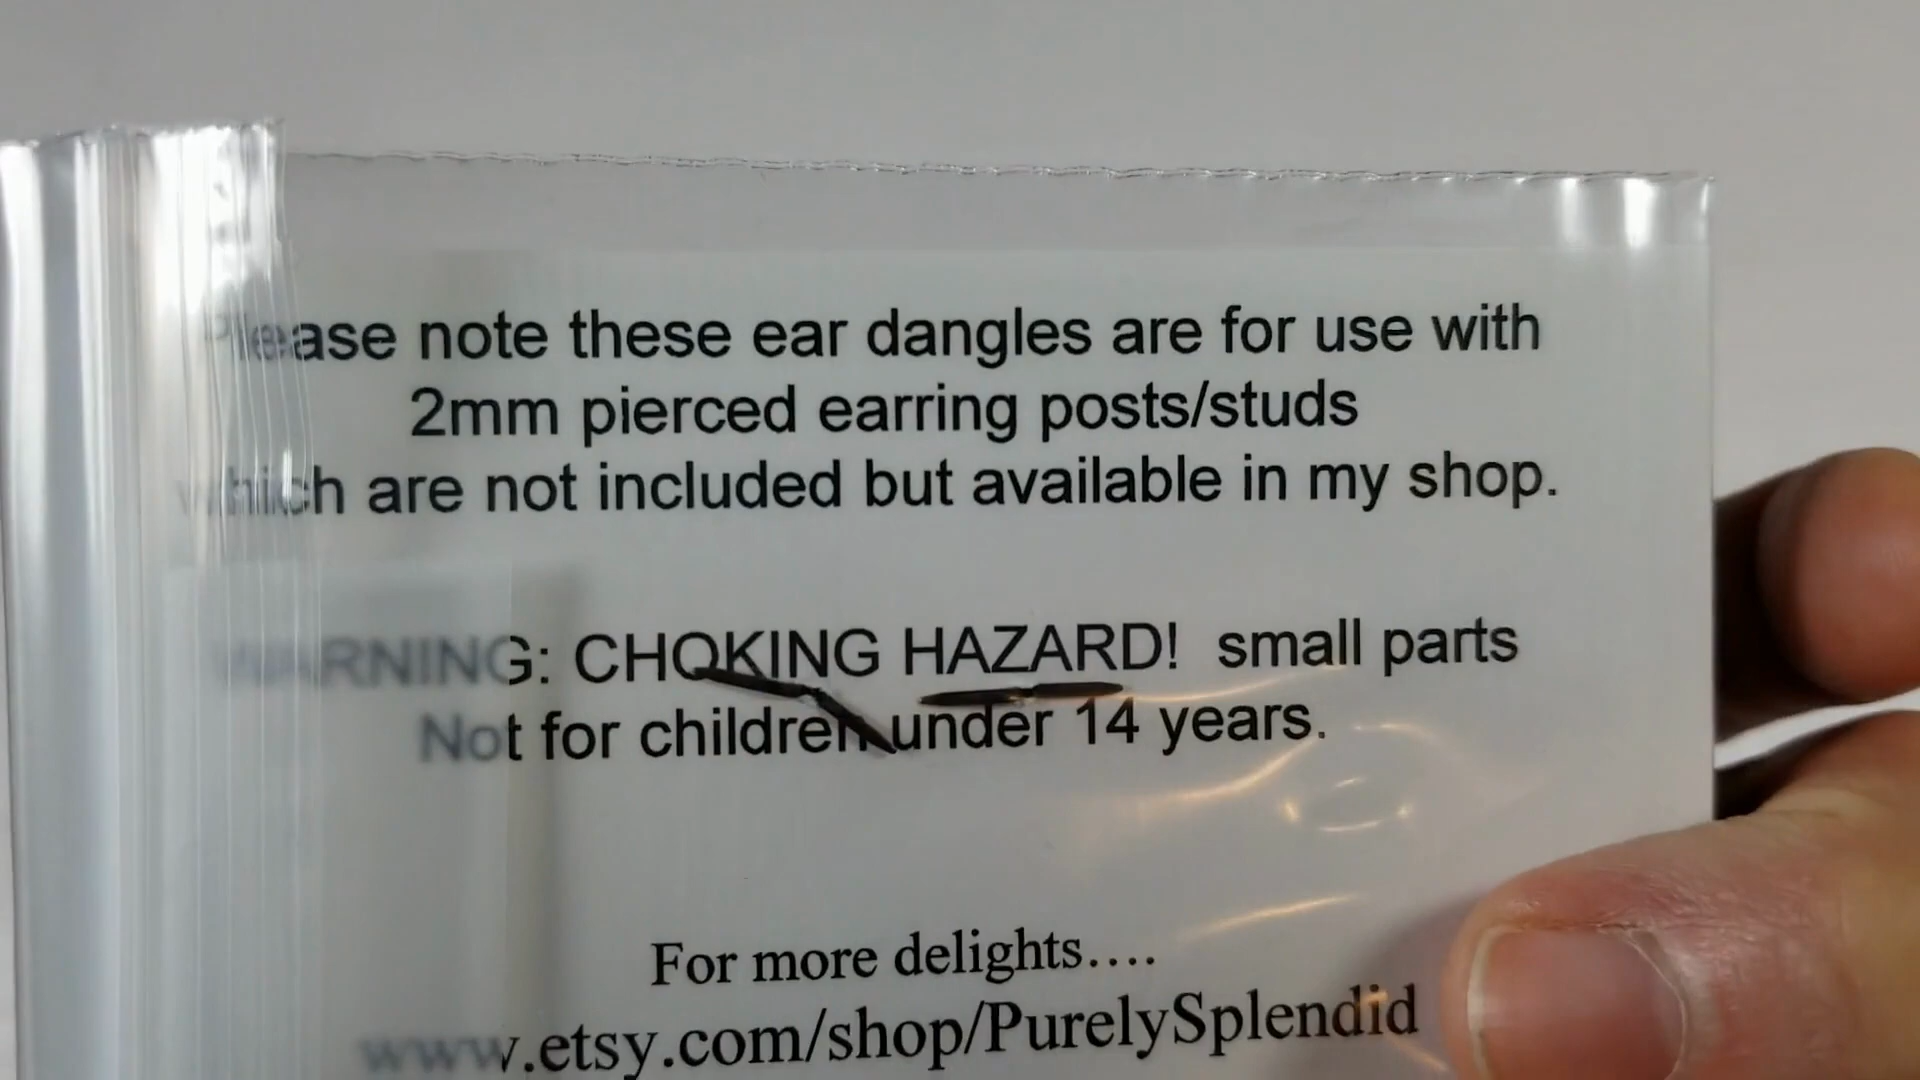 Please note these ear dangles are for use with
2mm pierced earring posts/studs
which are not included but available in my shop.
WARNING: CHOKING HAZARD! small parts
Not for children under 14 years.
For more delights....
www.etsy.com/shop/PurelySplendid